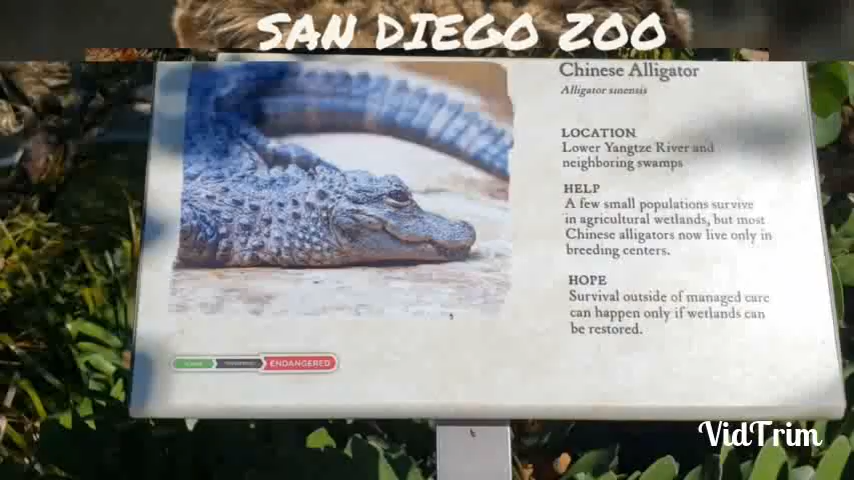 SAN DIEGO ZOO
Chinese Alligator
Alligator sinensis
LOCATION
Lower Yangtze River and
neighboring swamps
HELP
A few small populations survive
in agricultural wetlands, but most
Chinese alligators now live only in
breeding centers.
HOPE
Survival outside of managed care
can happen only if wetlands can
be restored.
ENDANGERED
VidTrim